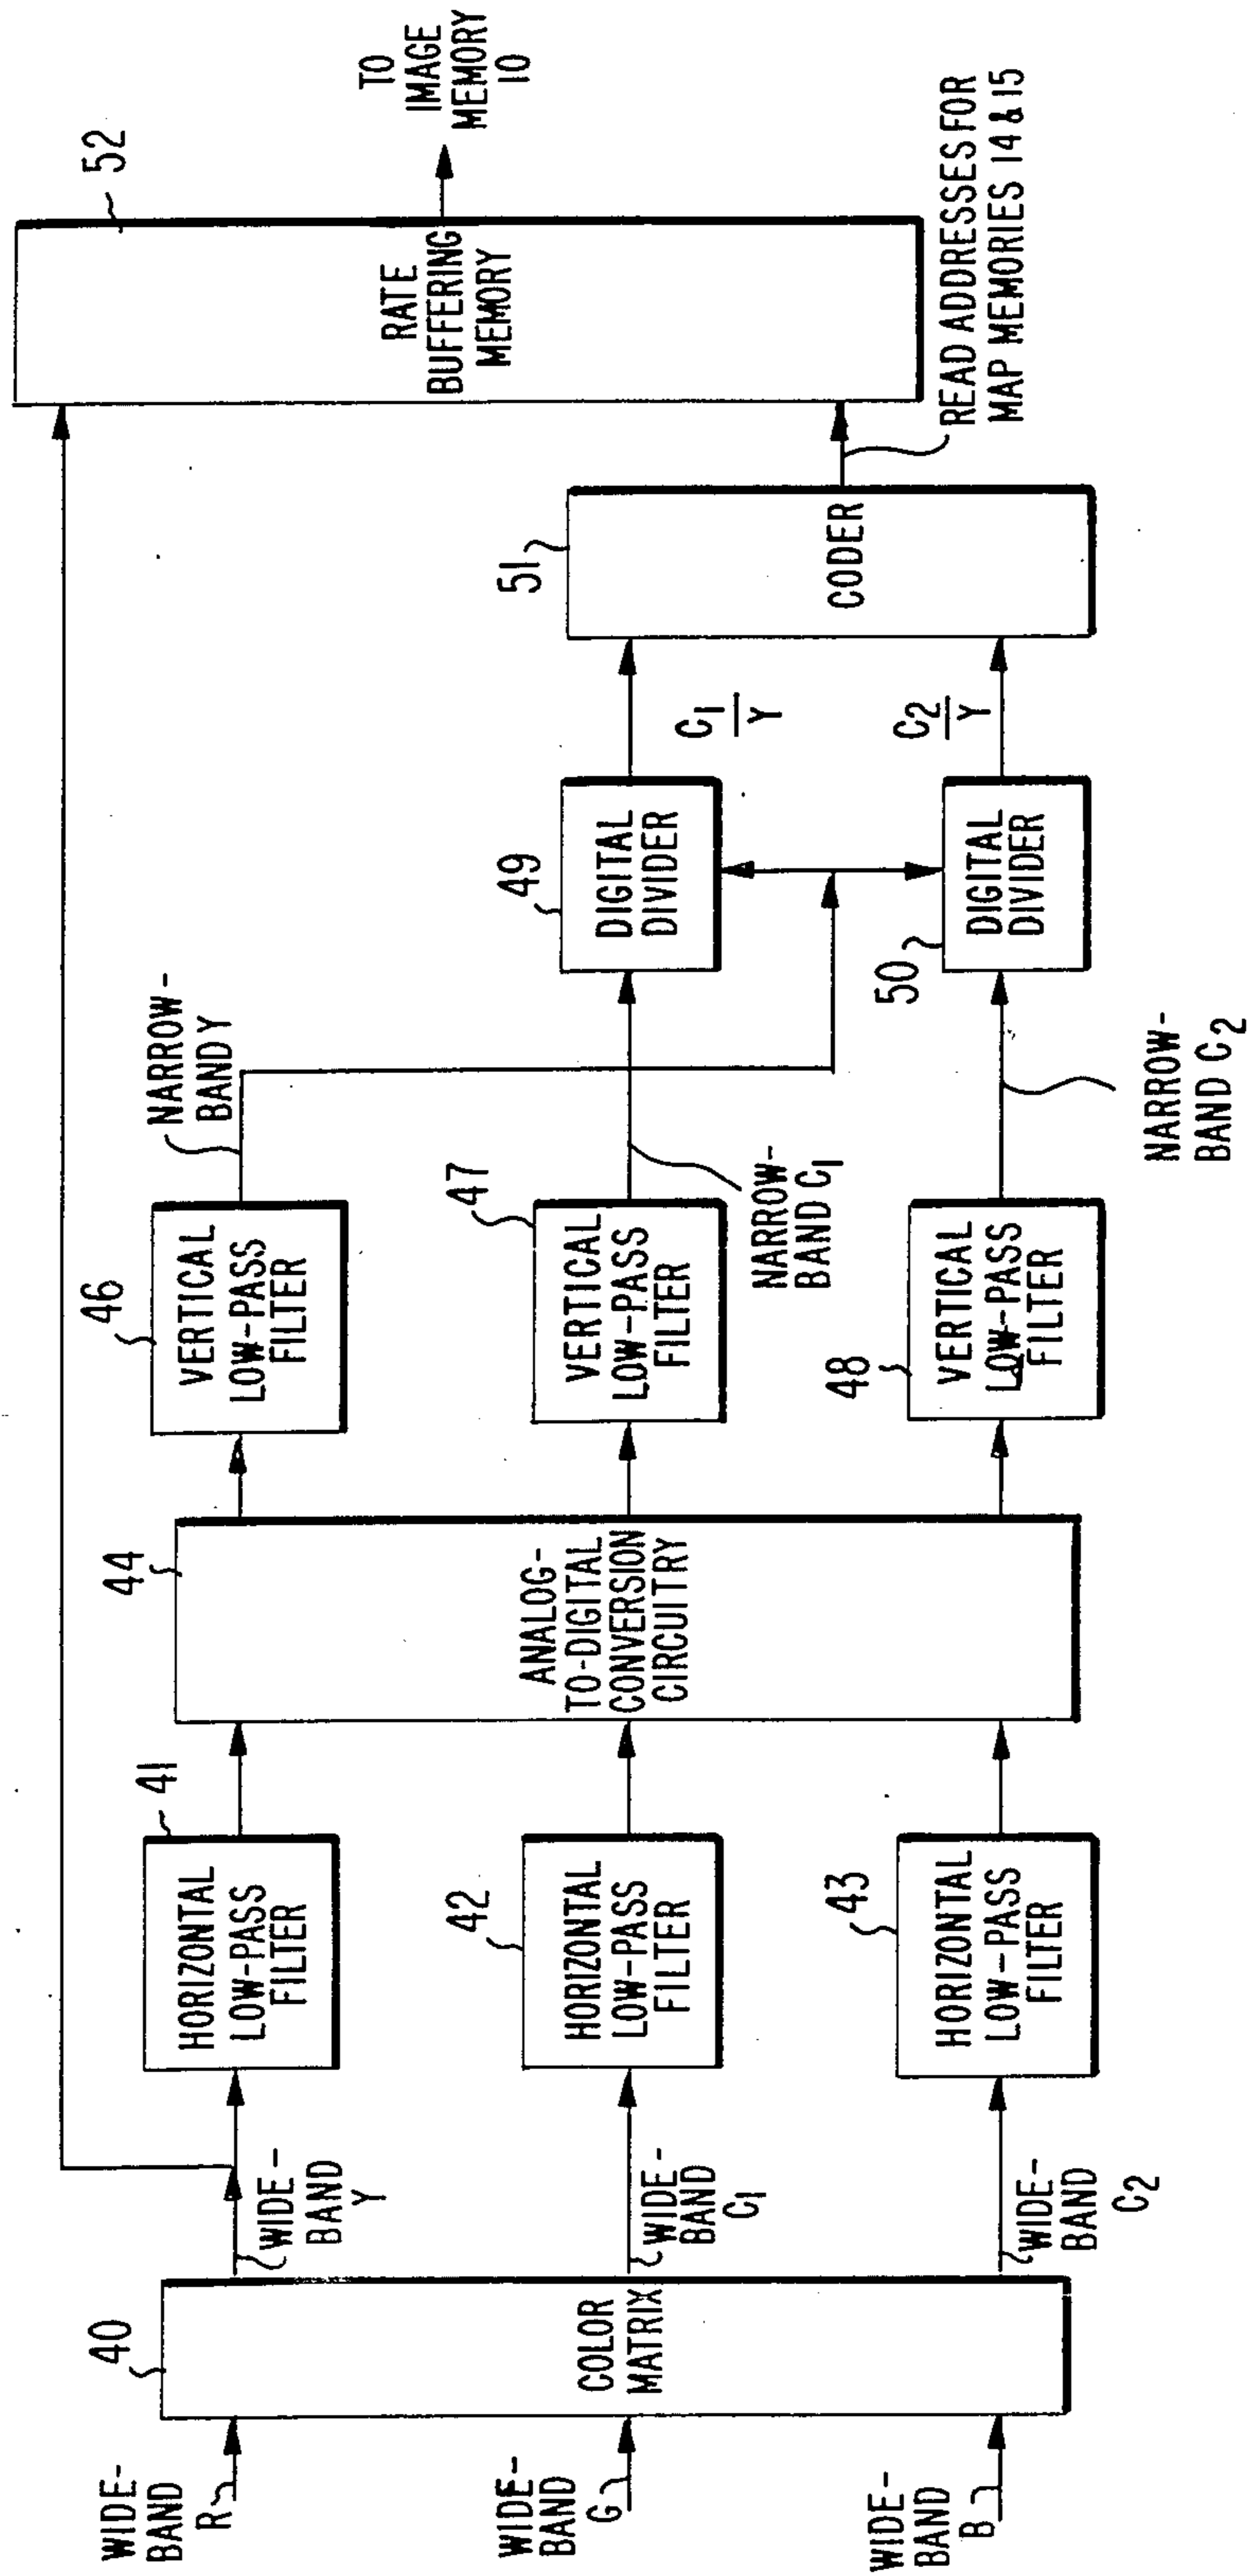 WIDE-
BAND
R
WIDE-
BAND
G
WIDE-
BAND
B
40
COLOR
MATRIX
WIDE-
BAND
Y
WIDE-
BAND
C1
WIDE-
BAND
C2
41
HORIZONTAL
LOW-PASS
FILTER
42
HORIZONTAL
LOW-PASS
FILTER
43
HORIZONTAL
LOW-PASS
FILTER
44
ANALOG-
TO-DIGITAL
CONVERSION
CIRCUITRY
46
VERTICAL
LOW-PASS
FILTER
47
VERTICAL
LOW-PASS
FILTER
48
VERTICAL
LOW-PASS
FILTER
NARROW-
BAND Y
NARROW-
BAND C1
NARROW-
BAND C2
49
DIGITAL
DIVIDER
50
DIGITAL
DIVIDER
C1
Y
C2
Y
51
CODER
READ ADDRESSES FOR
MAP MEMORIES 14 & 15
52
RATE
BUFFERING
MEMORY
TO
IMAGE
MEMORY
10